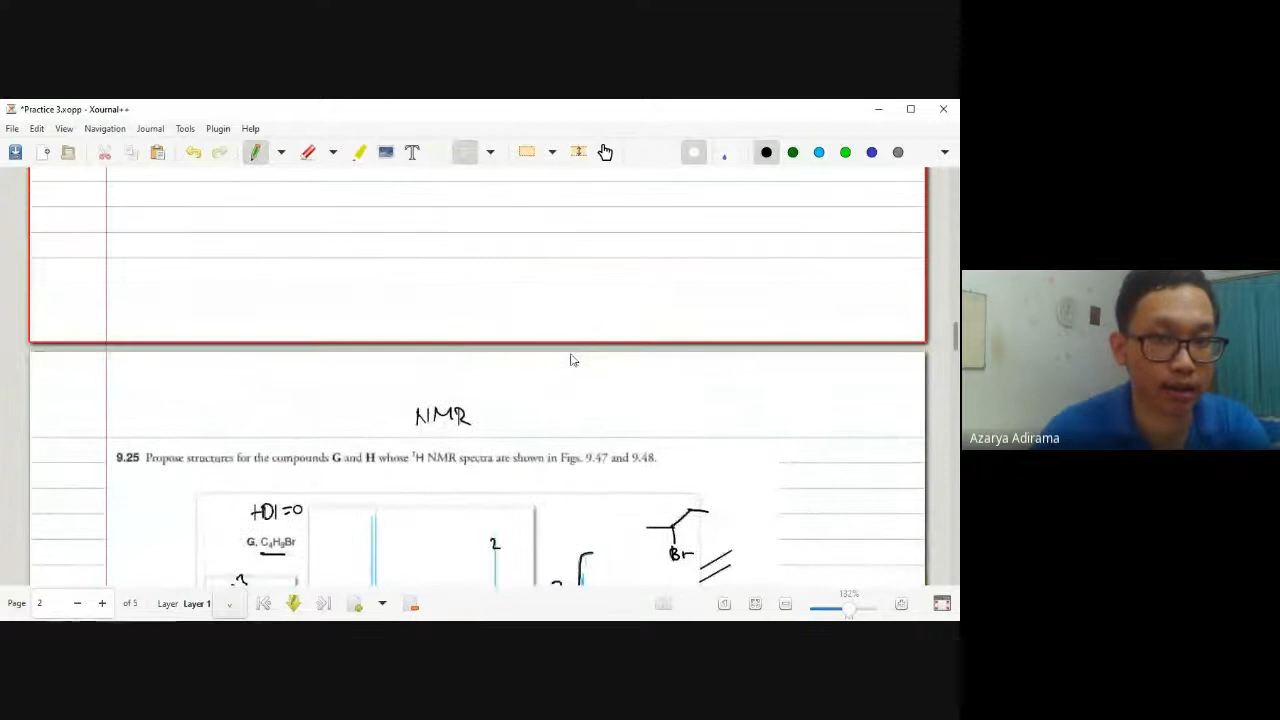 *Practice 3.xopp - Xournal++
File Edit View Navigation Journal Tools Plugin Help
NMR
9.25 Propose structures for the compounds G and H whose ¹H NMR spectra are shown in Figs. 9.47 and 9.48.
HDI=0
G, C₄H₉Br
2
Br
3
Azarya Adirama
Page 2 of 5 Layer Layer 1
132%